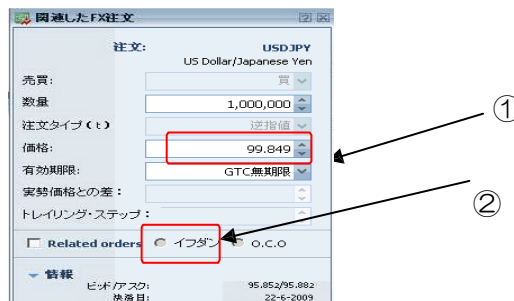 関連したFX注文
注文: USDJPY
US Dollar/Japanese Yen
売買: 買
数量 1,000,000
注文タイプ(t) 逆指値
価格: 99.849
①
有効期限: GTC無期限
実勢価格との差:
トレイリング・ステップ:
②
Related orders イフダン O.C.O
情報
ビッド/アスク: 95.852/95.882
決済日: 22-6-2009